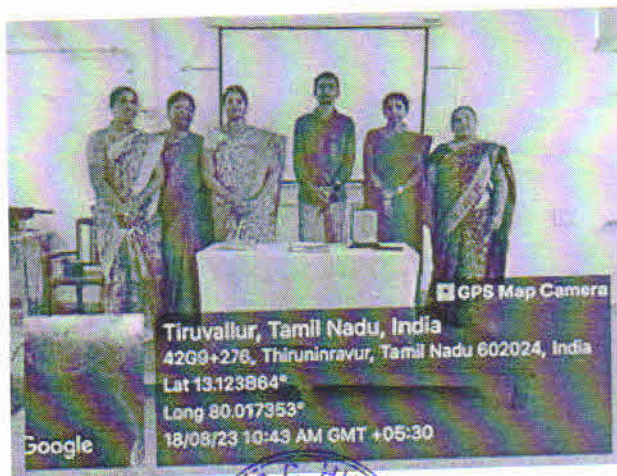 GPS Map Camera
Tiruvallur, Tamil Nadu, India
42G9+276, Thiruninravur, Tamil Nadu 602024, India
Lat 13.123864°
Long 80.017353°
18/08/23 10:43 AM GMT +05:30
Google